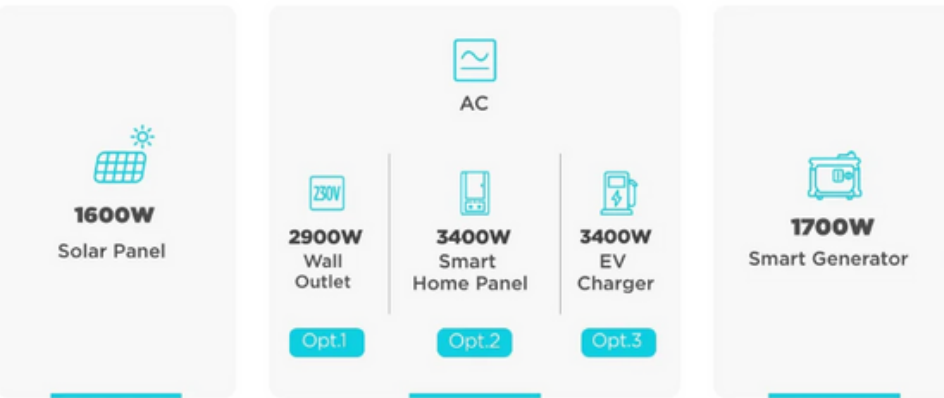 1600W
Solar Panel
AC
230V
2900W
Wall
Outlet
Opt.1
3400W
Smart
Home Panel
Opt.2
3400W
EV
Charger
Opt.3
1700W
Smart Generator